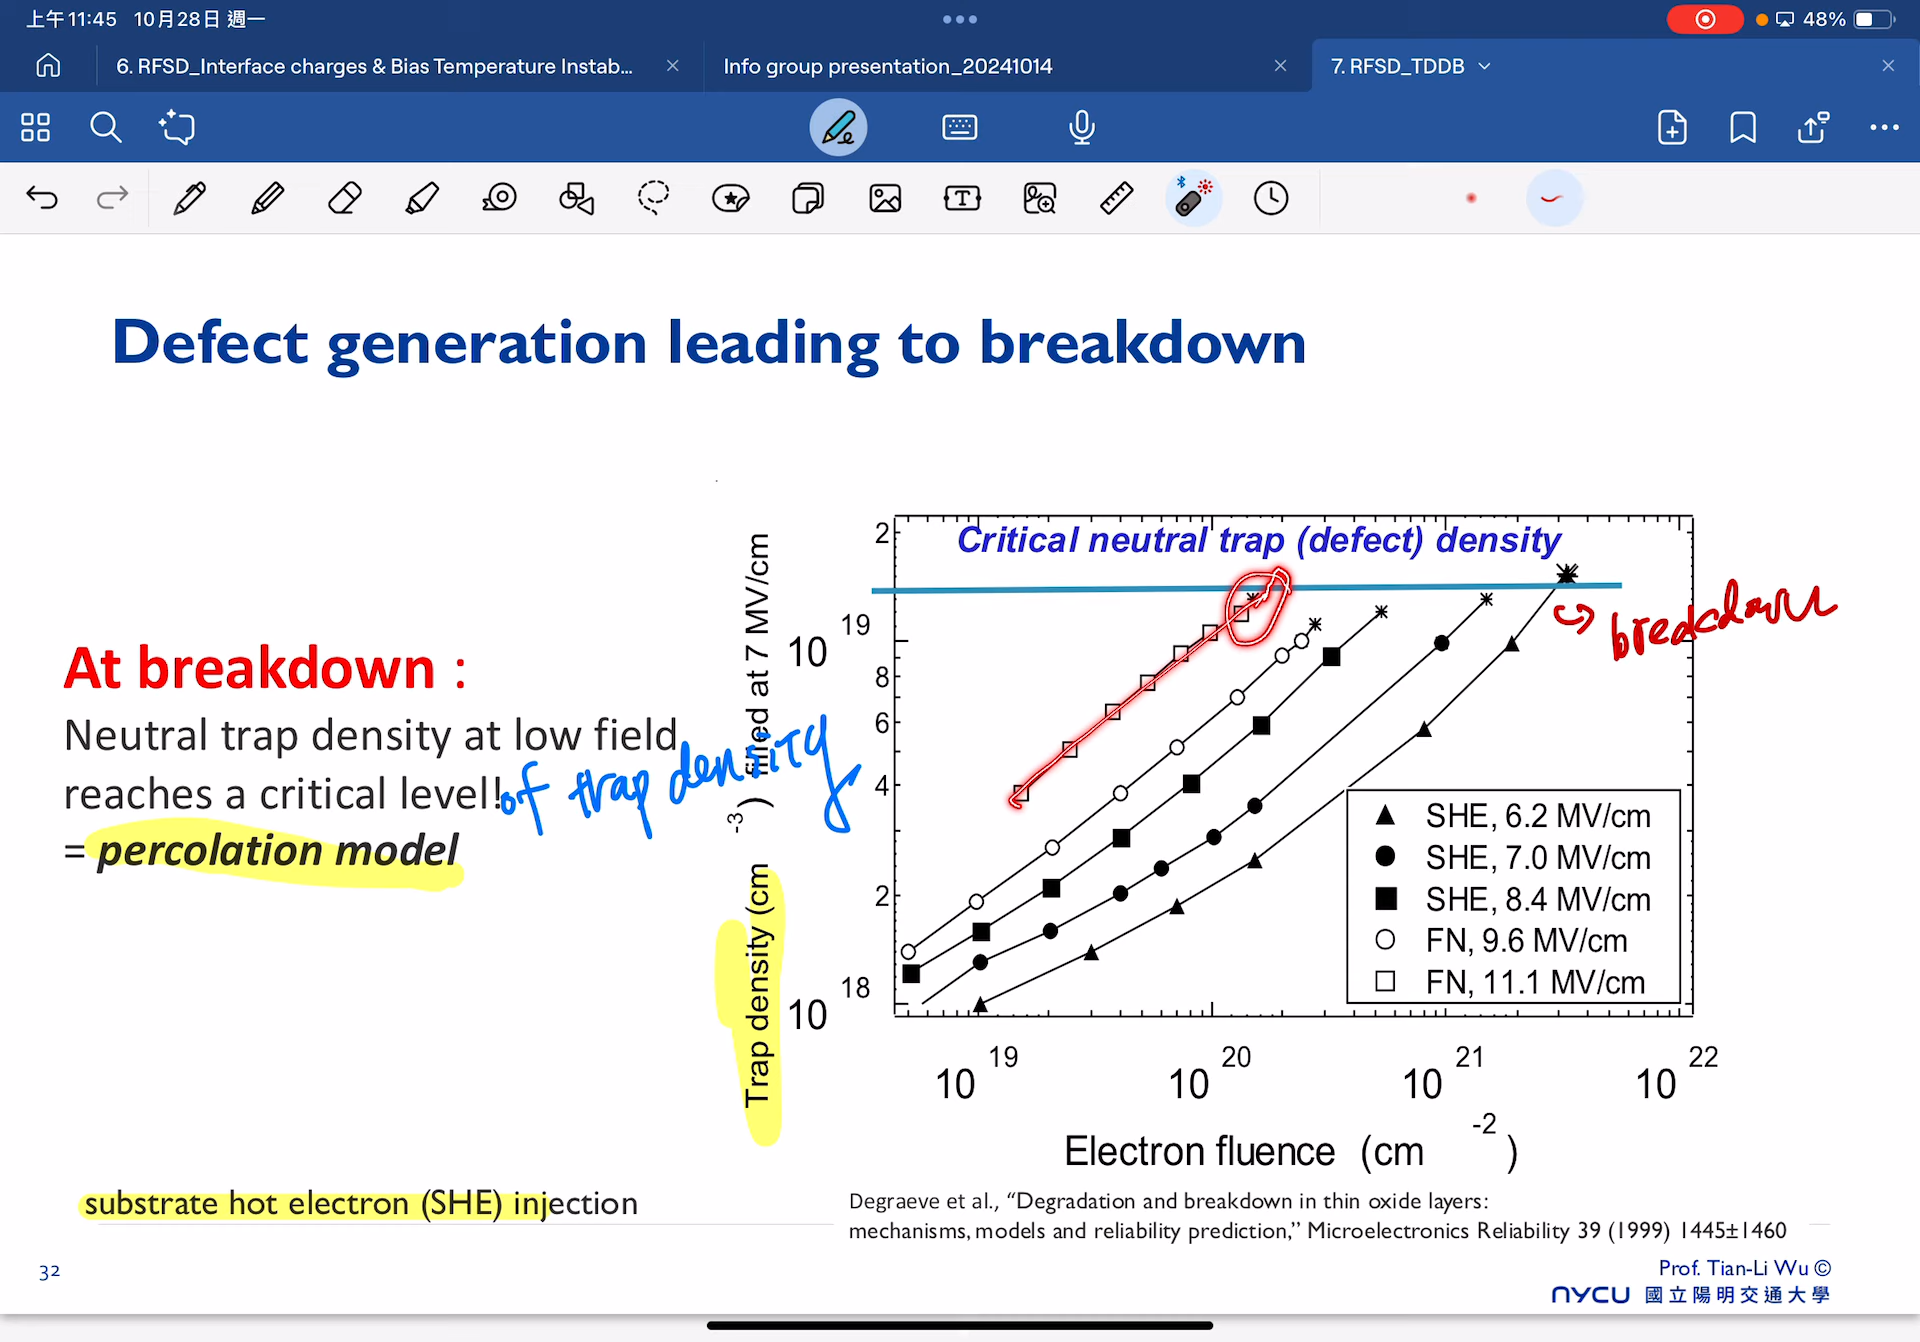 上午11:45 10月28日 週一
48%
6. RFSD_Interface charges & Bias Temperature Instab...
Info group presentation_20241014
7. RFSD_TDDB
Defect generation leading to breakdown
At breakdown :
Neutral trap density at low field
reaches a critical level!
of trap density
= percolation model
substrate hot electron (SHE) injection
Trap density (cm-3) filled at 7 MV/cm
Critical neutral trap (defect) density
breakdown
2
10 19
8
6
4
2
10 18
SHE, 6.2 MV/cm
SHE, 7.0 MV/cm
SHE, 8.4 MV/cm
FN, 9.6 MV/cm
FN, 11.1 MV/cm
10 19 10 20 10 21 10 22
Electron fluence (cm -2)
Degraeve et al., “Degradation and breakdown in thin oxide layers:
mechanisms, models and reliability prediction,” Microelectronics Reliability 39 (1999) 1445±1460
32
Prof. Tian-Li Wu ©
NYCU 國立陽明交通大學